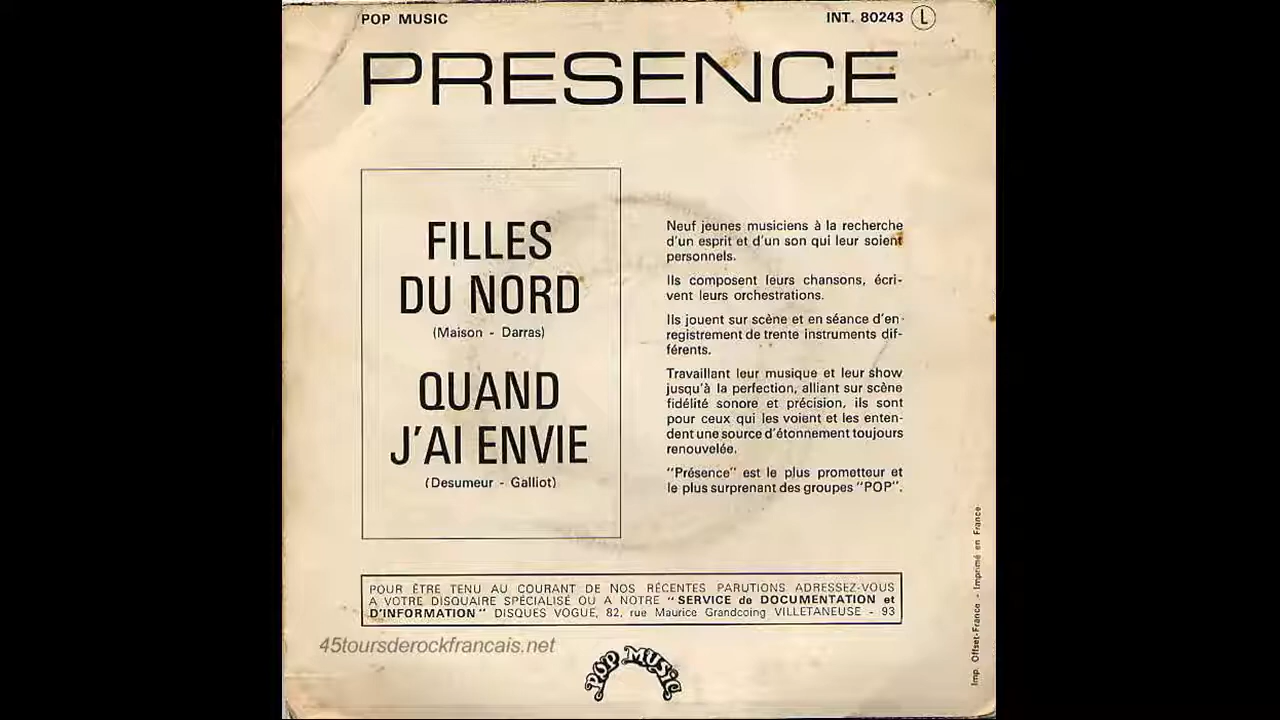 POP MUSIC
INT. 80243 L
PRESENCE
FILLES
DU NORD
(Maison - Darras)
QUAND
J'AI ENVIE
(Desumeur - Galliot)
Neuf jeunes musiciens à la recherche
d'un esprit et d'un son qui leur soient
personnels.
Ils composent leurs chansons, écri-
vent leurs orchestrations.
Ils jouent sur scène et en séance d'en-
registrement de trente instruments dif-
férents.
Travaillant leur musique et leur show
jusqu'à la perfection, alliant sur scène
fidélité sonore et précision, ils sont
pour ceux qui les voient et les enten-
dent une source d'étonnement toujours
renouvelée.
"Présence" est le plus prometteur et
le plus surprenant des groupes "POP".
POUR ÊTRE TENU AU COURANT DE NOS RÉCENTES PARUTIONS ADRESSEZ-VOUS
A VOTRE DISQUAIRE SPÉCIALISÉ OU A NOTRE "SERVICE de DOCUMENTATION et
D'INFORMATION" DISQUES VOGUE, 82, rue Maurice Grandcoing VILLETANEUSE - 93
Imp. Offset-France - Imprimé en France
45toursderockfrancais.net
POP MUSIC